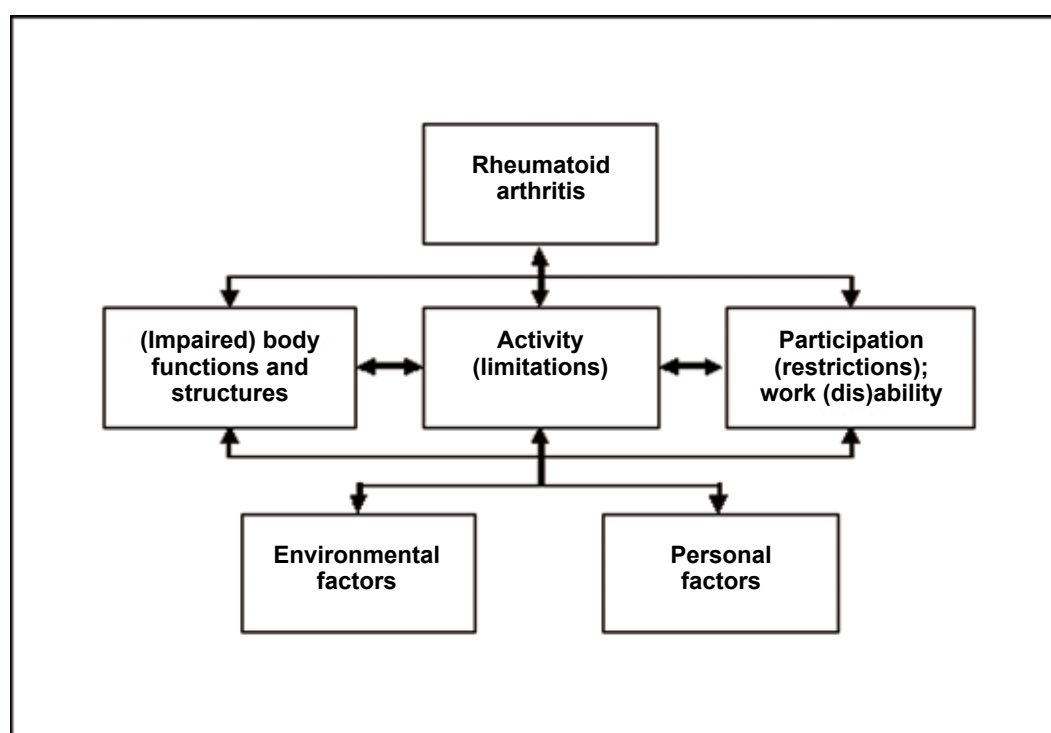 Rheumatoid
arthritis
(Impaired) body
functions and
structures
Activity
(limitations)
Participation
(restrictions);
work (dis)ability
Environmental
factors
Personal
factors